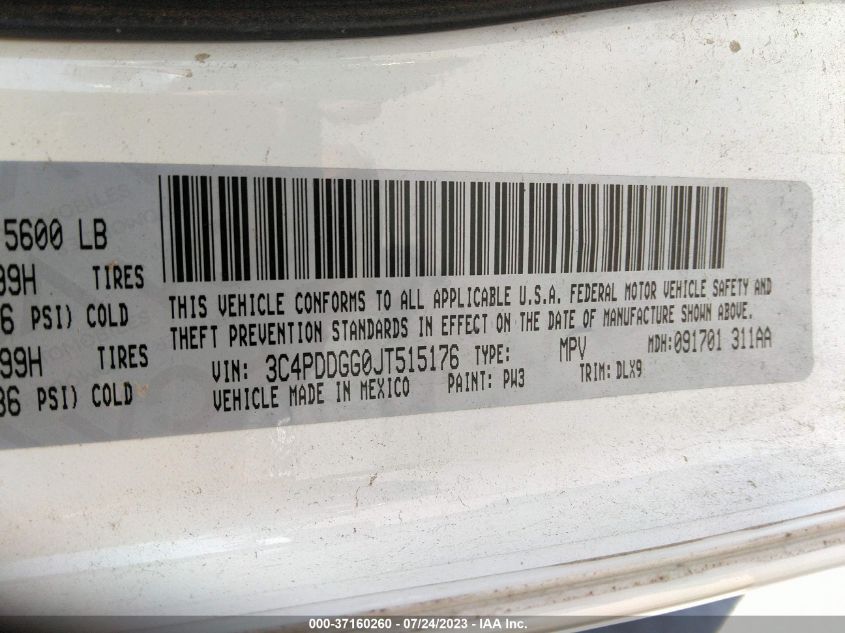 5600 LB
99H TIRES
6 PSI) COLD
99H TIRES
36 PSI) COLD
THIS VEHICLE CONFORMS TO ALL APPLICABLE U.S.A. FEDERAL MOTOR VEHICLE SAFETY AND
THEFT PREVENTION STANDARDS IN EFFECT ON THE DATE OF MANUFACTURE SHOWN ABOVE.
VIN: 3C4PDDGG0JT515176 TYPE: MPV MDH:091701 311AA
VEHICLE MADE IN MEXICO PAINT: PW3 TRIM: DLX9
000-37160260 - 07/24/2023 - IAA Inc.